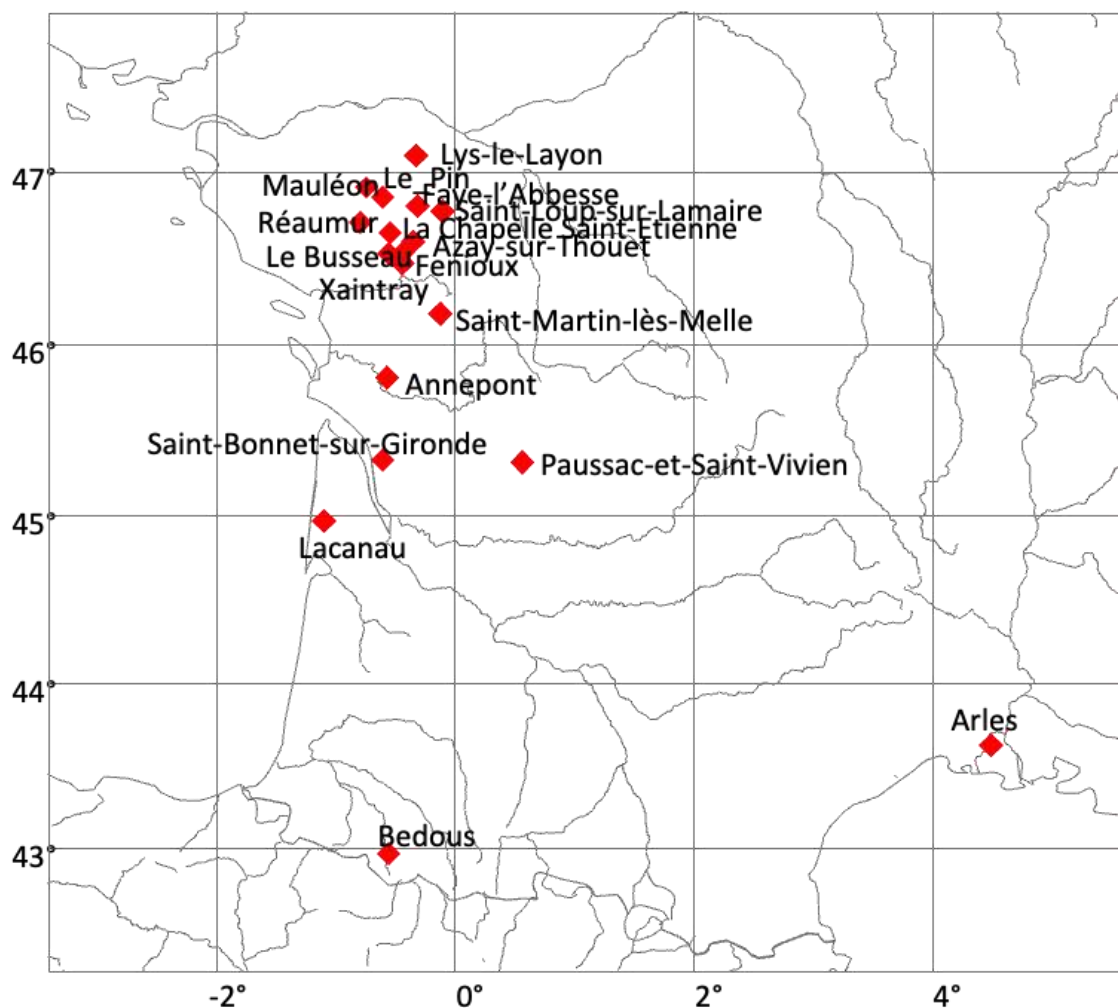 Lys-le-Layon
47°
Le Pin
Mauléon
Faye-l'Abbesse
Saint-Loup-sur-Lamaire
Réaumur
La Chapelle Saint-Etienne
Azay-sur-Thouet
Le Busseau
Fenioux
Xaintray
Saint-Martin-lès-Melle
46°
Annepont
Saint-Bonnet-sur-Gironde
Paussac-et-Saint-Vivien
45°
Lacanau
44°
Arles
Bedous
43°
-2° 0° 2° 4°